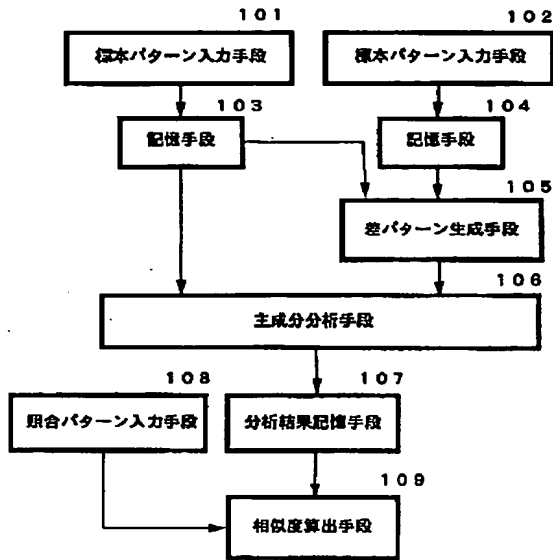 101
標本パターン入力手段
102
標本パターン入力手段
103
記憶手段
104
記憶手段
105
差パターン生成手段
106
主成分分析手段
107
分析結果記憶手段
108
照合パターン入力手段
109
相似度算出手段